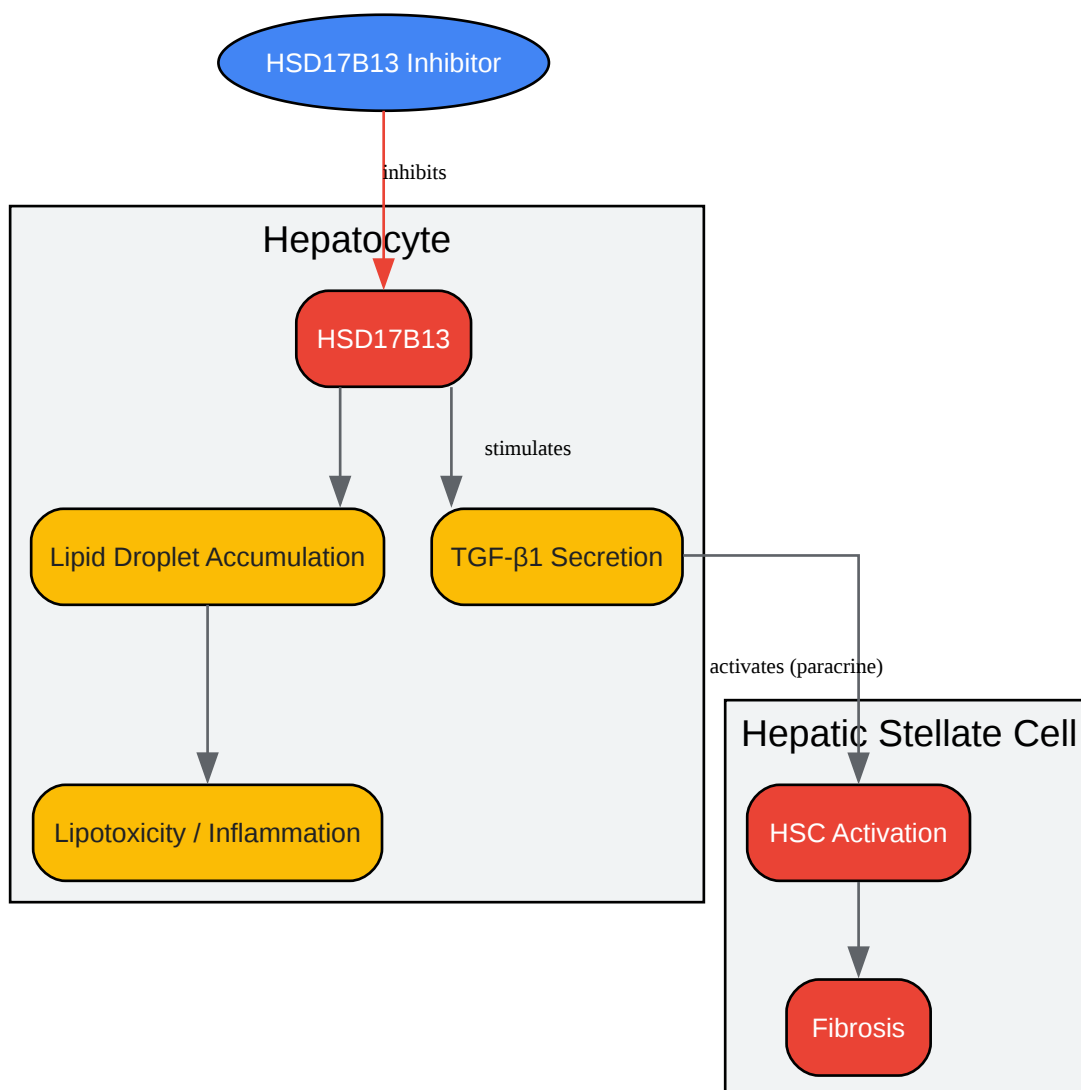 HSD17B13 Inhibitor
inhibits
Hepatocyte
HSD17B13
stimulates
Lipid Droplet Accumulation
TGF-β1 Secretion
activates (paracrine)
Hepatic Stellate Cell
Lipotoxicity / Inflammation
HSC Activation
Fibrosis